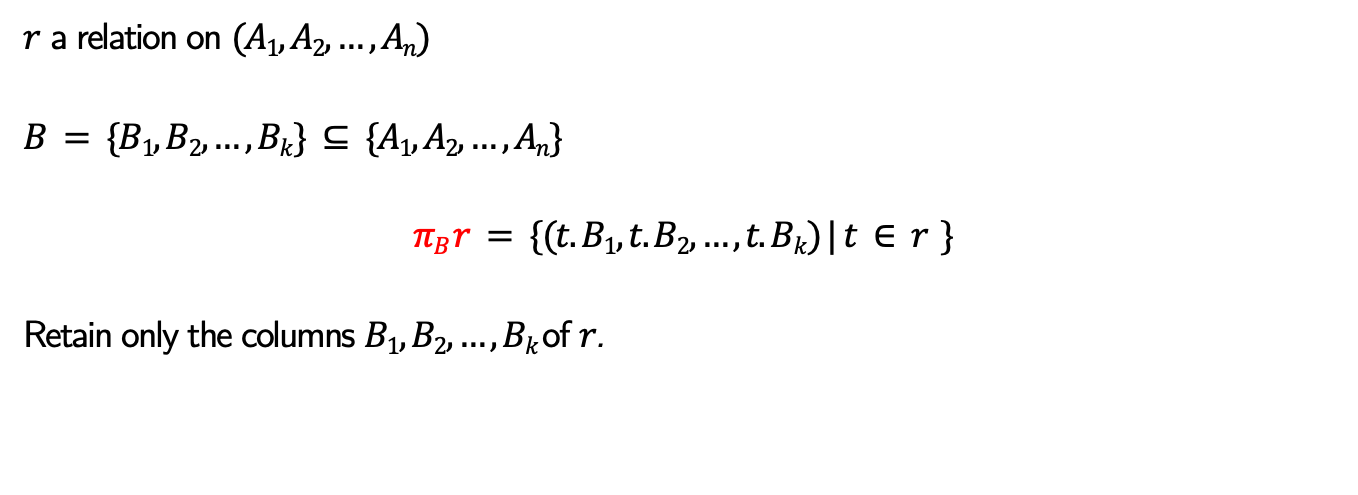 r a relation on (A₁, A₂, …, Aₙ)
B = {B₁, B₂, …, Bₖ} ⊆ {A₁, A₂, …, Aₙ}
π_B r = {(t.B₁, t.B₂, …, t.Bₖ) | t ∈ r }
Retain only the columns B₁, B₂, …, Bₖ of r.